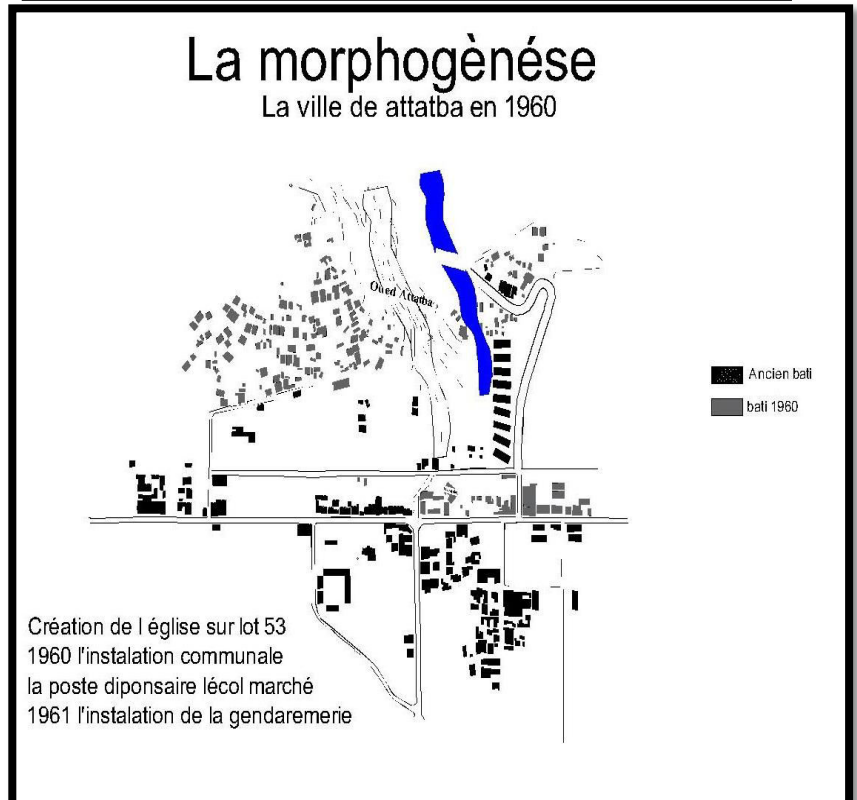 La morphogènése
La ville de attatba en 1960
Oued Attatba
Ancien bati
bati 1960
Création de l église sur lot 53
1960 l'instalation communale
la poste diponsaire lécol marché
1961 l'instalation de la gendaremerie